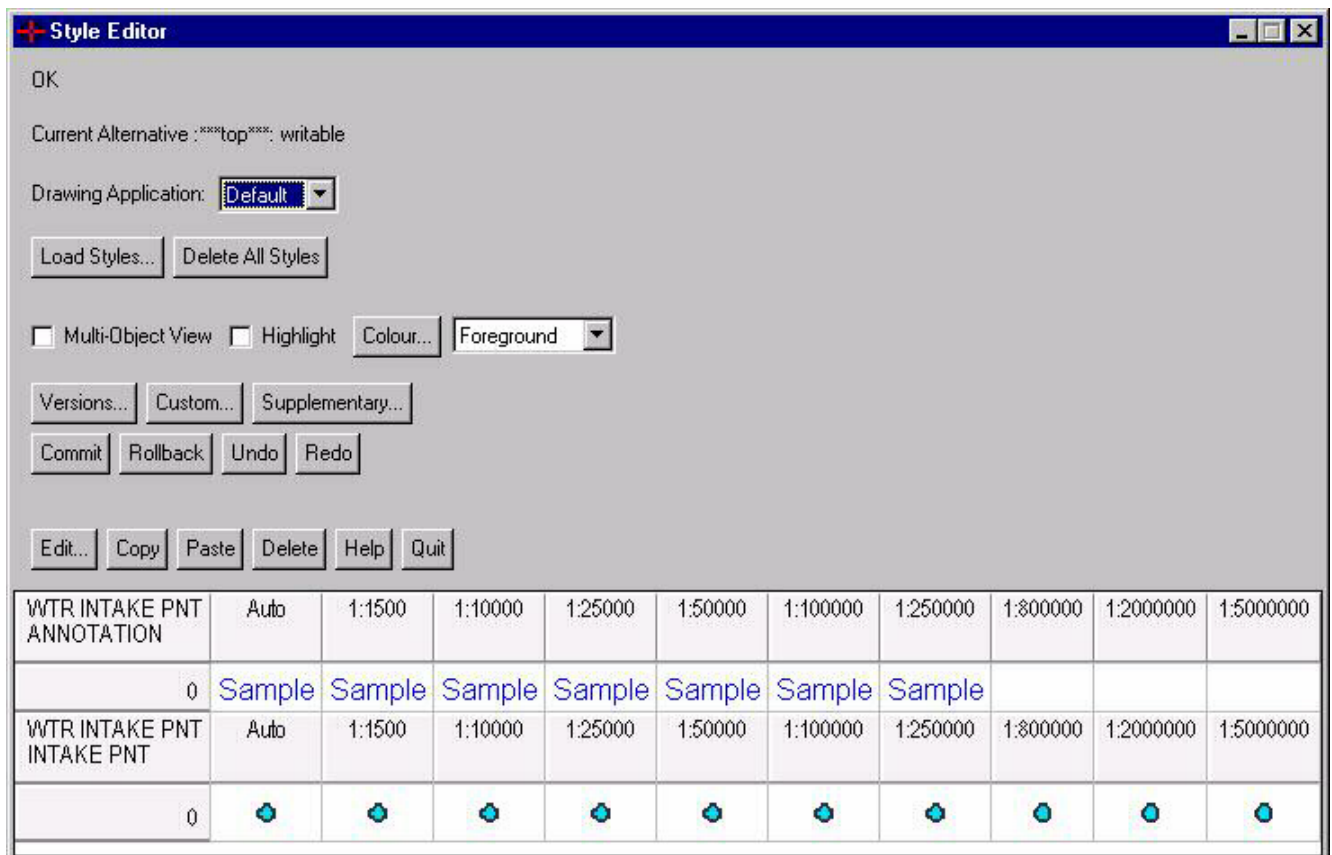 Style Editor
OK
Current Alternative :***top***: writable
Drawing Application: Default
Load Styles... Delete All Styles
Multi-Object View Highlight Colour... Foreground
Versions... Custom... Supplementary...
Commit Rollback Undo Redo
Edit... Copy Paste Delete Help Quit
WTR INTAKE PNT Auto 1:1500 1:10000 1:25000 1:50000 1:100000 1:250000 1:800000 1:2000000 1:5000000
ANNOTATION
0 Sample Sample Sample Sample Sample Sample Sample
WTR INTAKE PNT Auto 1:1500 1:10000 1:25000 1:50000 1:100000 1:250000 1:800000 1:2000000 1:5000000
INTAKE PNT
0